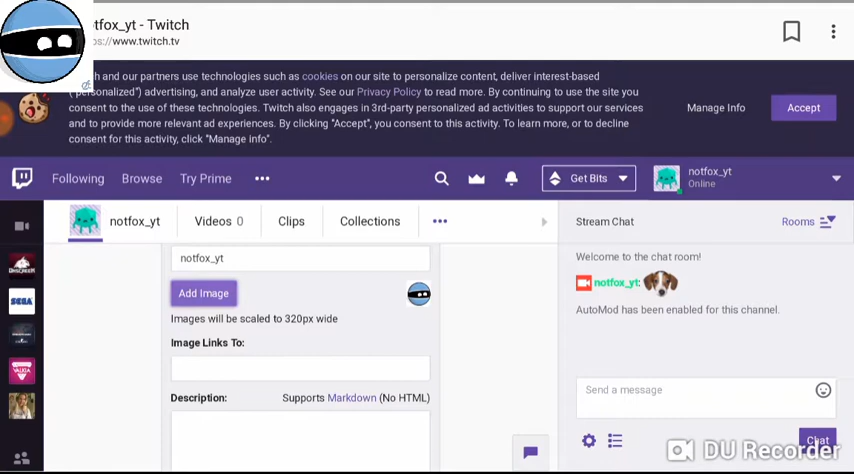 tfox_yt - Twitch
s://www.twitch.tv
h and our partners use technologies such as cookies on our site to personalize content, deliver interest-based
("personalized") advertising, and analyze user activity. See our Privacy Policy to read more. By continuing to use the site you
consent to the use of these technologies. Twitch also engages in 3rd-party personalized ad activities to support our services
and to provide more relevant ad experiences. By clicking "Accept", you consent to this activity. To learn more, or to decline
consent for this activity, click "Manage info".
Manage Info
Accept
Following
Browse
Try Prime
Get Bits
notfox_yt
Online
notfox_yt
Videos 0
Clips
Collections
Stream Chat
Rooms
notfox_yt
Add Image
Images will be scaled to 320px wide
Image Links To:
Description:
Supports Markdown (No HTML)
Welcome to the chat room!
notfox_yt:
AutoMod has been enabled for this channel.
Send a message
Chat
SEGA
DU Recorder